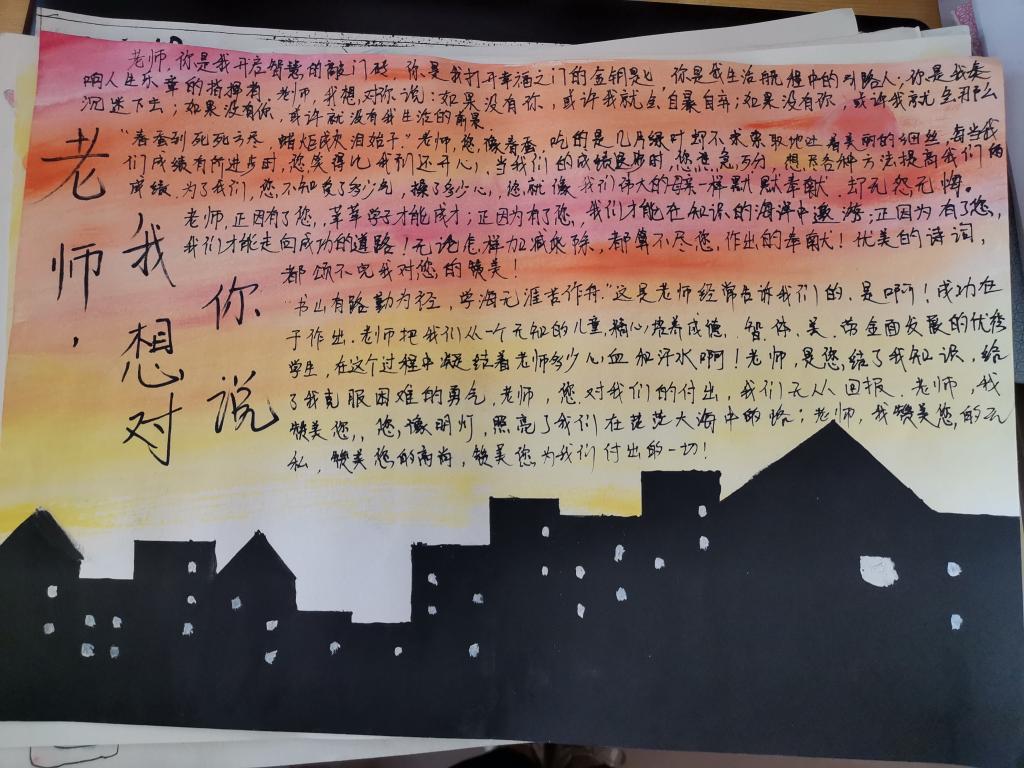 老师，我想对你说
老师，你是我开启智慧的敲门砖，你是我打开幸福之门的金钥匙，你是我生活航程中的引路人，你是我奏
响人生乐章的指挥者，老师，我想对你说：如果没有你，或许我就会自暴自弃；如果没有你，或许我就会那么
沉迷下去；如果没有你，或许就没有我生活的
“春蚕到死死方尽，蜡炬成灰泪始干”老师，您像春蚕，吃的是几片绿叶却不求索取地吐着美丽的细丝，每当我
们成绩有所进步时，您笑得比我们还开心，当我们的成绩退步时，您焦急万分，想尽各种方法提高我们的
成绩。为了我们，您不知受了多少气，操了多少心，您就像我们伟大的母亲一样默默奉献，却无怨无悔。
老师，正因有了您，莘莘学子才能成才；正因为有了您，我们才能在知识的海洋中遨游；正因为有了您，
我们才能走向成功的道路！无论怎样加减乘除，都算不尽您作出的奉献！优美的诗词，
都颂不完我对您的赞美！
“书山有路勤为径，学海无涯苦作舟。”这是老师经常告诉我们的。是啊！成功在
于作出。老师把我们从一个无知的儿童，精心培养成德、智、体、美、劳全面发展的优秀
学生，在这个过程中凝结着老师多少心血和汗水啊！老师，是您给了我知识，给
了我克服困难的勇气，老师，您对我们的付出，我们无从回报，老师，我
赞美您，，您像明灯，照亮了我们在茫茫大海中的路；老师，我赞美您的无
私，赞美您的高尚，赞美您为我们付出的一切！